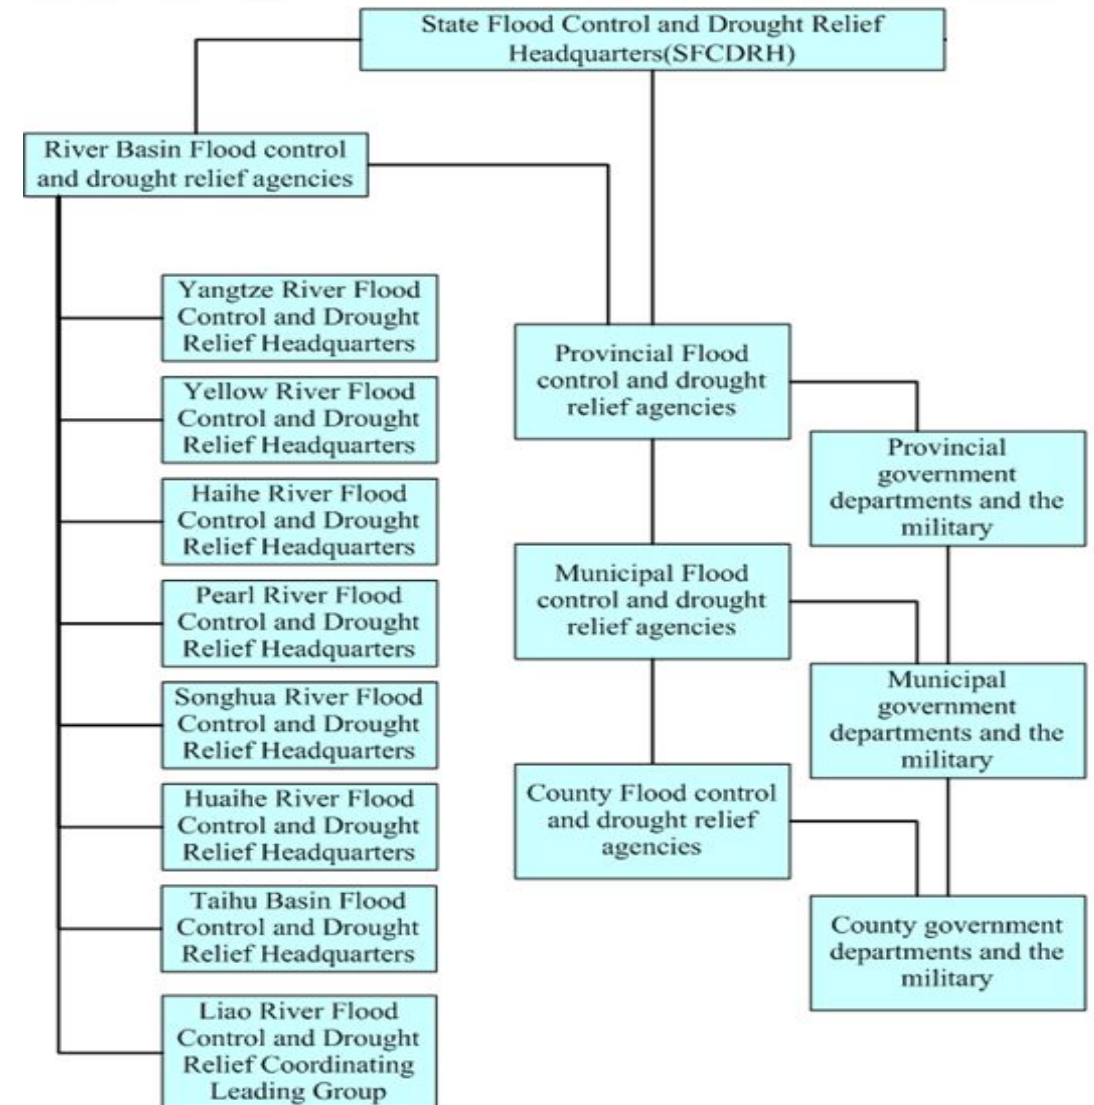 State Flood Control and Drought Relief
Headquarters(SFCDRH)
River Basin Flood control
and drought relief agencies
Yangtze River Flood
Control and Drought
Relief Headquarters
Yellow River Flood
Control and Drought
Relief Headquarters
Haihe River Flood
Control and Drought
Relief Headquarters
Pearl River Flood
Control and Drought
Relief Headquarters
Songhua River Flood
Control and Drought
Relief Headquarters
Huaihe River Flood
Control and Drought
Relief Headquarters
Taihu Basin Flood
Control and Drought
Relief Headquarters
Liao River Flood
Control and Drought
Relief Coordinating
Leading Group
Provincial Flood
control and drought
relief agencies
Municipal Flood
control and drought
relief agencies
County Flood control
and drought relief
agencies
Provincial
government
departments and the
military
Municipal
government
departments and the
military
County government
departments and the
military